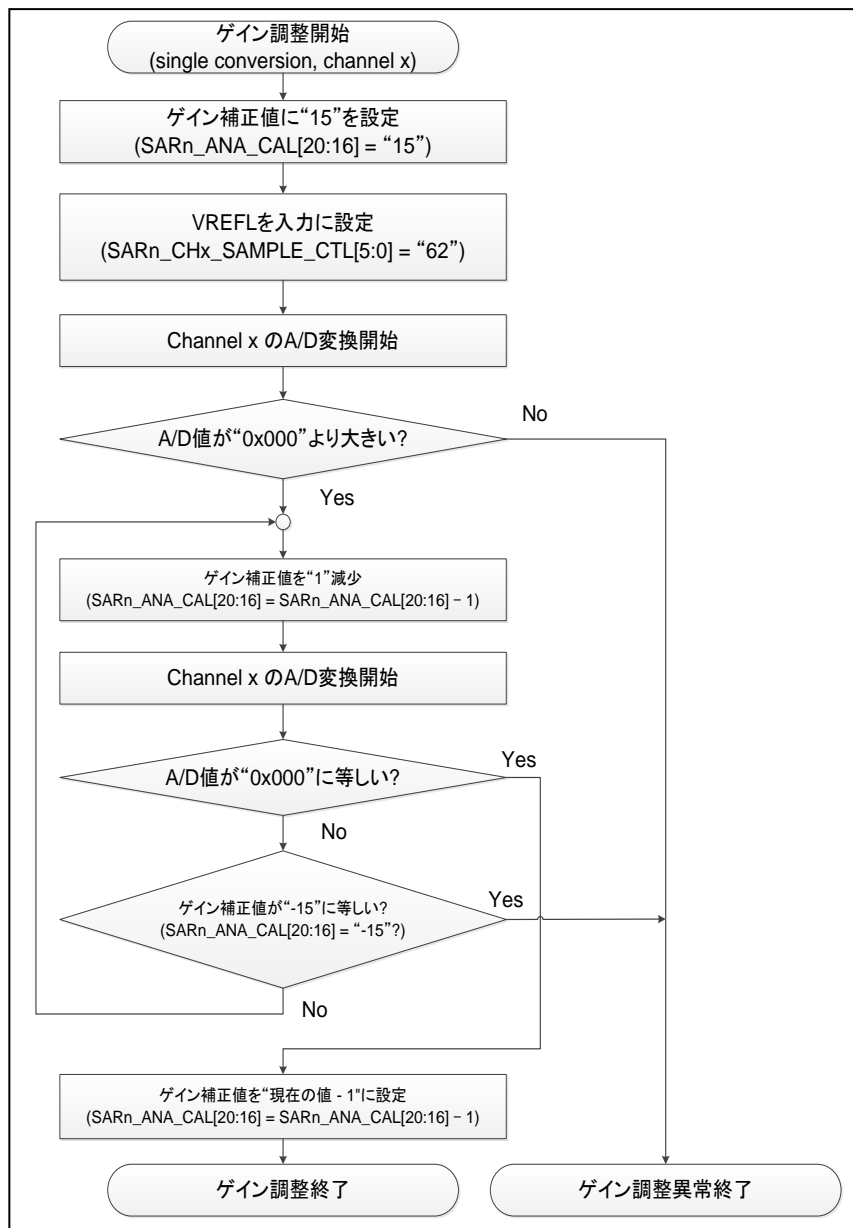 ゲイン調整開始
(single conversion, channel x)
ゲイン補正値に“15”を設定
(SARn_ANA_CAL[20:16] = “15”)
VREFLを入力に設定
(SARn_CHx_SAMPLE_CTL[5:0] = “62”)
Channel x のA/D変換開始
A/D値が“0x000”より大きい?
No
Yes
ゲイン補正値を“1”減少
(SARn_ANA_CAL[20:16] = SARn_ANA_CAL[20:16] − 1)
Channel x のA/D変換開始
A/D値が“0x000”に等しい?
Yes
No
ゲイン補正値が“-15”に等しい?
(SARn_ANA_CAL[20:16] = “-15”?)
Yes
No
ゲイン補正値を“現在の値 - 1"に設定
(SARn_ANA_CAL[20:16] = SARn_ANA_CAL[20:16] − 1)
ゲイン調整終了
ゲイン調整異常終了